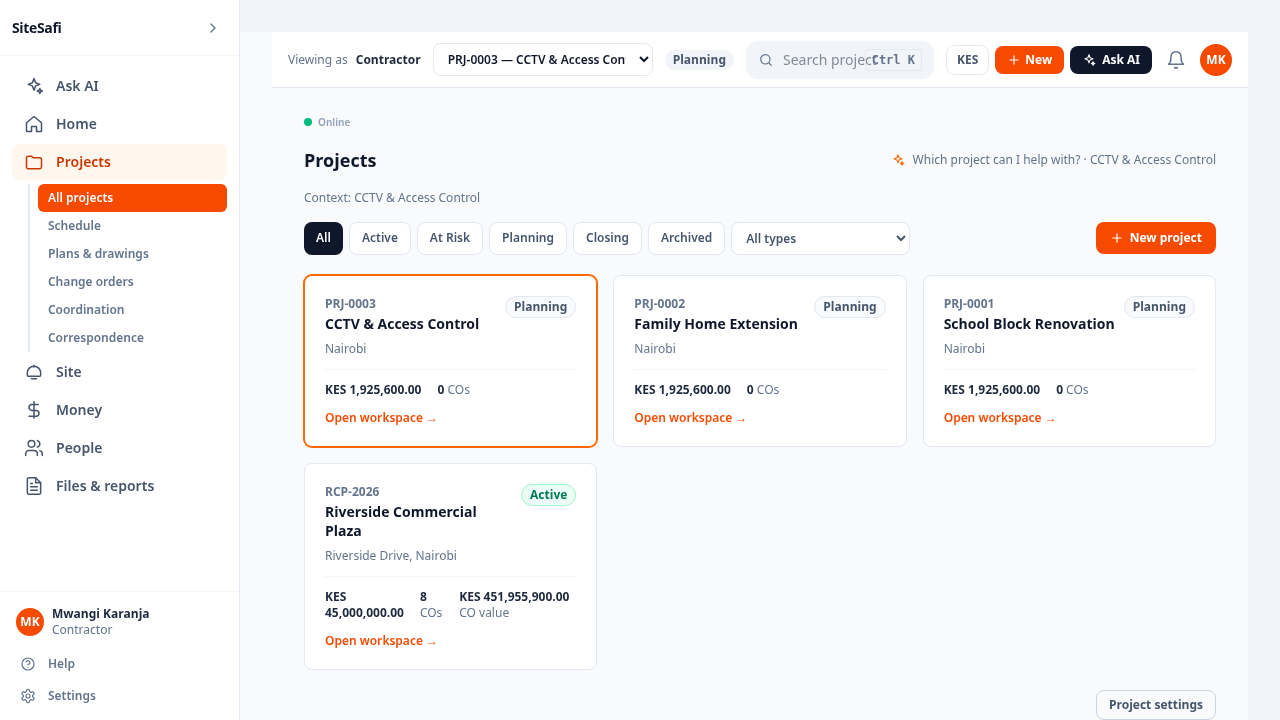 SiteSafi
Ask AI
Home
Projects
All projects
Schedule
Plans & drawings
Change orders
Coordination
Correspondence
Site
Money
People
Files & reports
MK
Mwangi Karanja
Contractor
Help
Settings
Viewing as Contractor
PRJ-0003 — CCTV & Access Con
Planning
Search project
Ctrl K
KES
New
Ask AI
MK
Online
Projects
Which project can I help with? · CCTV & Access Control
Context: CCTV & Access Control
All
Active
At Risk
Planning
Closing
Archived
All types
New project
PRJ-0003
Planning
CCTV & Access Control
Nairobi
KES 1,925,600.00 0 COs
Open workspace →
PRJ-0002
Planning
Family Home Extension
Nairobi
KES 1,925,600.00 0 COs
Open workspace →
PRJ-0001
Planning
School Block Renovation
Nairobi
KES 1,925,600.00 0 COs
Open workspace →
RCP-2026
Active
Riverside Commercial
Plaza
Riverside Drive, Nairobi
KES 8 KES 451,955,900.00
45,000,000.00 COs CO value
Open workspace →
Project settings